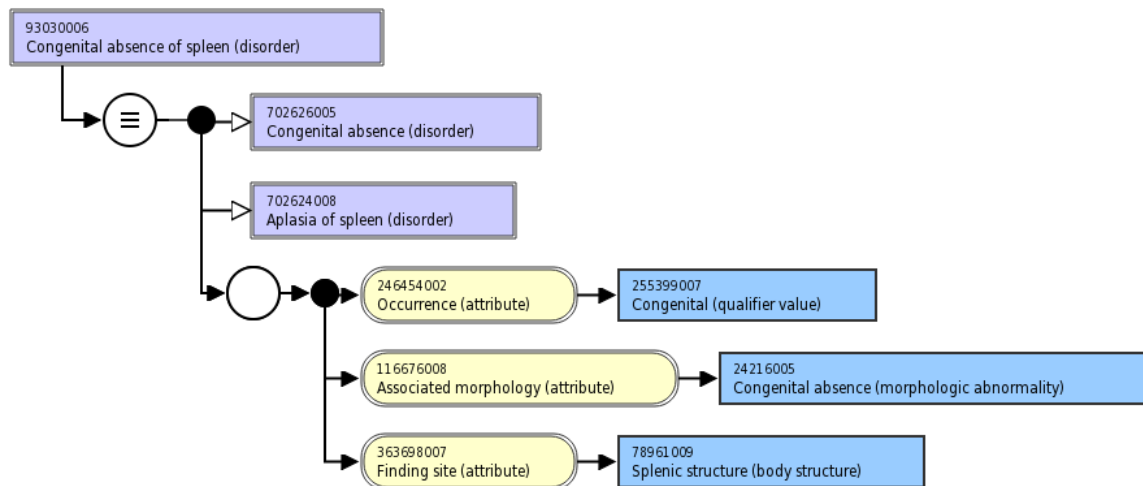 93030006
Congenital absence of spleen (disorder)
702626005
Congenital absence (disorder)
702624008
Aplasia of spleen (disorder)
246454002
Occurrence (attribute)
255399007
Congenital (qualifier value)
116676008
Associated morphology (attribute)
24216005
Congenital absence (morphologic abnormality)
363698007
Finding site (attribute)
78961009
Splenic structure (body structure)